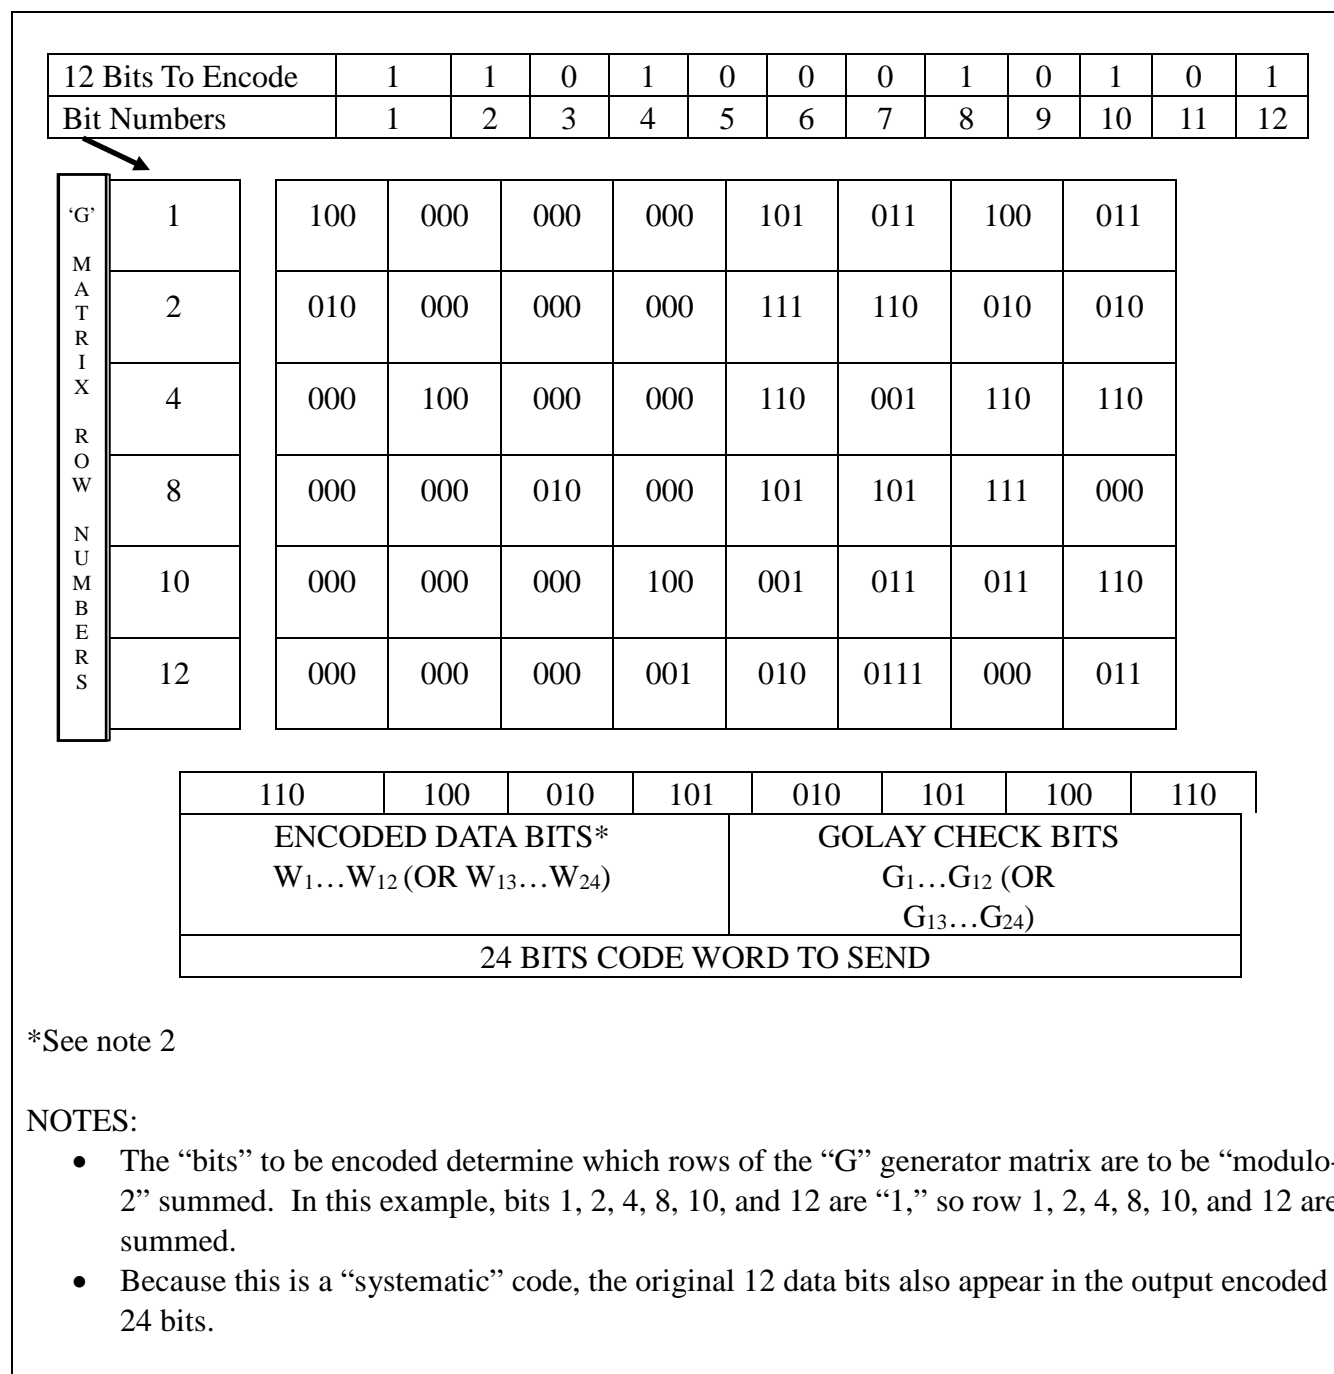 12 Bits To Encode 1 1 0 1 0 0 0 1 0 1 0 1
Bit Numbers 1 2 3 4 5 6 7 8 9 10 11 12
‘G’ MATRIX ROW NUMBERS
1 100 000 000 000 101 011 100 011
2 010 000 000 000 111 110 010 010
4 000 100 000 000 110 001 110 110
8 000 000 010 000 101 101 111 000
10 000 000 000 100 001 011 011 110
12 000 000 000 001 010 0111 000 011
110 100 010 101 010 101 100 110
ENCODED DATA BITS* GOLAY CHECK BITS
W1…W12 (OR W13…W24) G1…G12 (OR
G13…G24)
24 BITS CODE WORD TO SEND
*See note 2
NOTES:
• The “bits” to be encoded determine which rows of the “G” generator matrix are to be “modulo-
2” summed. In this example, bits 1, 2, 4, 8, 10, and 12 are “1,” so row 1, 2, 4, 8, 10, and 12 are
summed.
• Because this is a “systematic” code, the original 12 data bits also appear in the output encoded
24 bits.